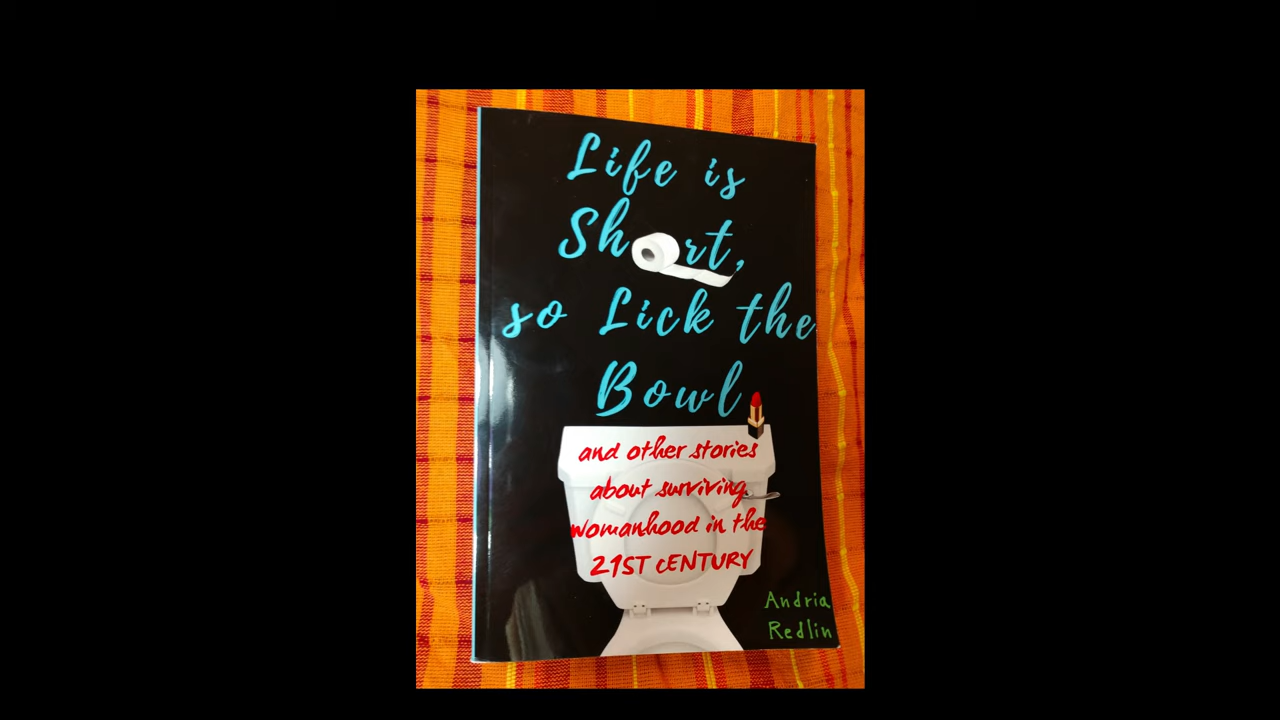 Life is
Short,
so Lick the
Bowl
and other stories
about surviving
womanhood in the
21ST CENTURY
Andria
Redlin